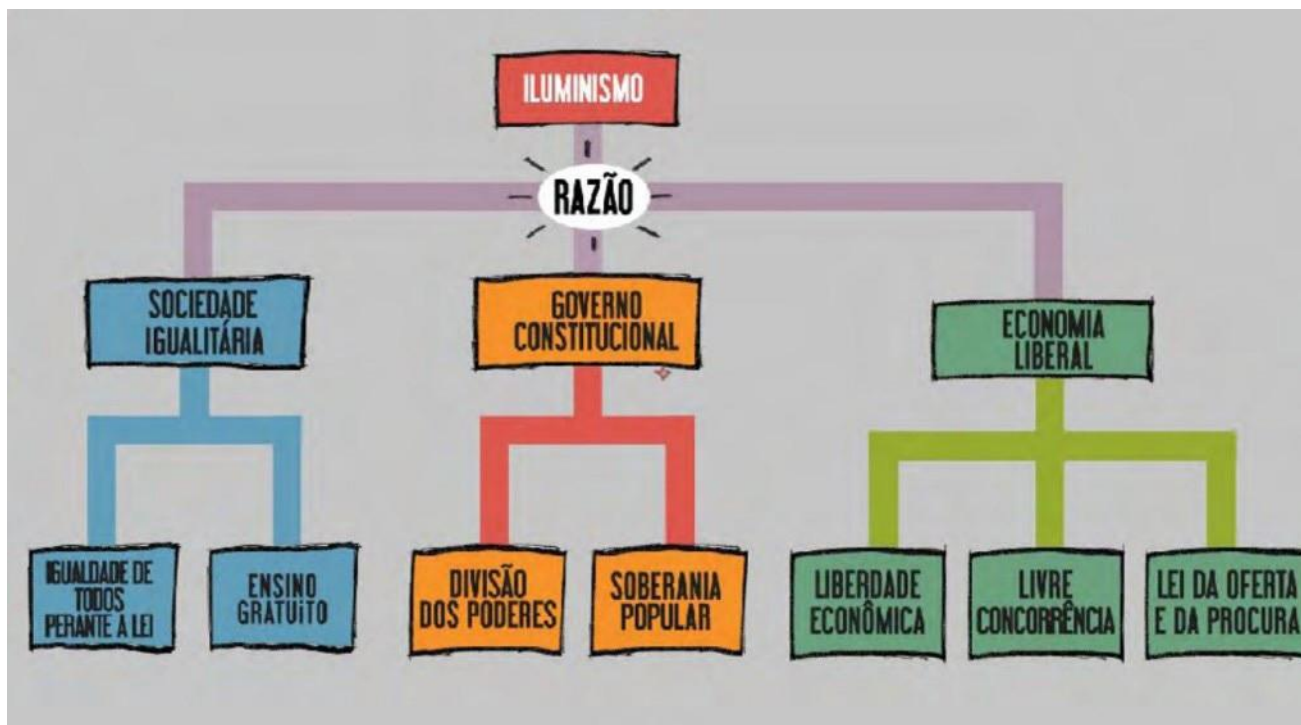 ILUMINISMO
RAZÃO
SOCIEDADE
IGUALITÁRIA
GOVERNO
CONSTITUCIONAL
ECONOMIA
LIBERAL
IGUALDADE DE
TODOS
PERANTE A LEI
ENSINO
GRATUiTO
DIVISÃO
DOS PODERES
SOBERANIA
POPULAR
LIBERDADE
ECONÔMICA
LIVRE
CONCORRÊNCIA
LEI DA OFERTA
E DA PROCURA